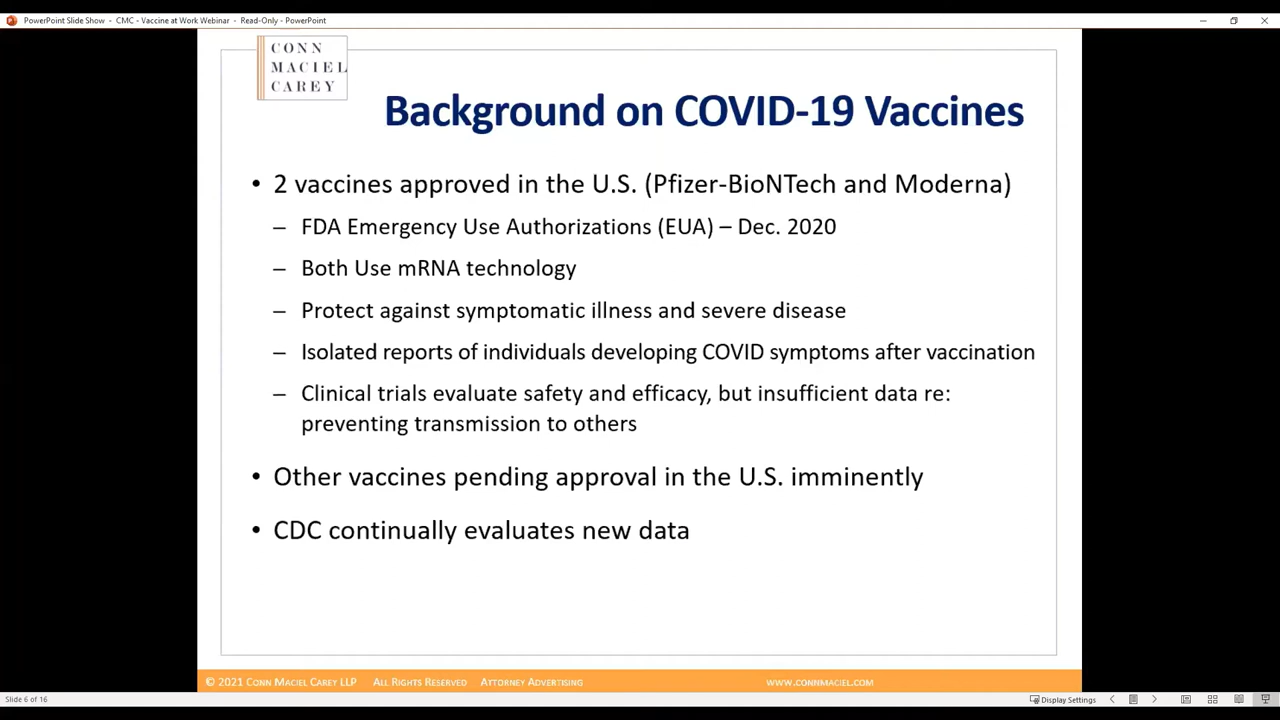 PowerPoint Slide Show - CMC - Vaccine at Work Webinar - Read-Only - PowerPoint
CONN
MACIEL
CAREY
Background on COVID-19 Vaccines
• 2 vaccines approved in the U.S. (Pfizer-BioNTech and Moderna)
– FDA Emergency Use Authorizations (EUA) – Dec. 2020
– Both Use mRNA technology
– Protect against symptomatic illness and severe disease
– Isolated reports of individuals developing COVID symptoms after vaccination
– Clinical trials evaluate safety and efficacy, but insufficient data re:
preventing transmission to others
• Other vaccines pending approval in the U.S. imminently
• CDC continually evaluates new data
© 2021 CONN MACIEL CAREY LLP ALL RIGHTS RESERVED ATTORNEY ADVERTISING WWW.CONNMACIEL.COM
Slide 6 of 16 Display Settings